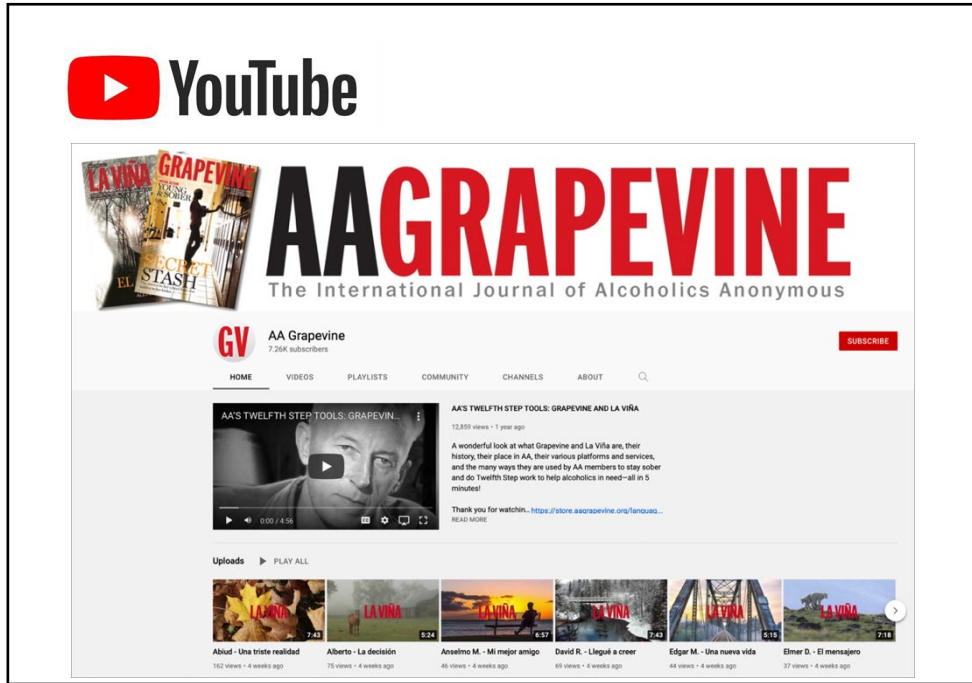 YouTube
LA VIÑA
GRAPEVINE
YOUNG
& SOBER
SECRET
STASH
EL
AAGRAPEVINE
The International Journal of Alcoholics Anonymous
GV
AA Grapevine
7.26K subscribers
SUBSCRIBE
HOME
VIDEOS
PLAYLISTS
COMMUNITY
CHANNELS
ABOUT
AA'S TWELFTH STEP TOOLS: GRAPEVIN...
0:00 / 4:56
CC
AA'S TWELFTH STEP TOOLS: GRAPEVINE AND LA VIÑA
12,859 views • 1 year ago
A wonderful look at what Grapevine and La Viña are, their
history, their place in AA, their various platforms and services,
and the many ways they are used by AA members to stay sober
and do Twelfth Step work to help alcoholics in need—all in 5
minutes!
Thank you for watchin... https://store.aagrapevine.org/languag...
READ MORE
Uploads
PLAY ALL
LA VIÑA
7:43
LA VIÑA
5:24
LA VIÑA
6:57
LA VIÑA
7:43
LA VIÑA
5:15
LA VIÑA
7:18
Abiud - Una triste realidad
162 views • 4 weeks ago
Alberto - La decisión
75 views • 4 weeks ago
Anselmo M. - Mi mejor amigo
46 views • 4 weeks ago
David R. - Llegué a creer
69 views • 4 weeks ago
Edgar M. - Una nueva vida
44 views • 4 weeks ago
Elmer D. - El mensajero
37 views • 4 weeks ago